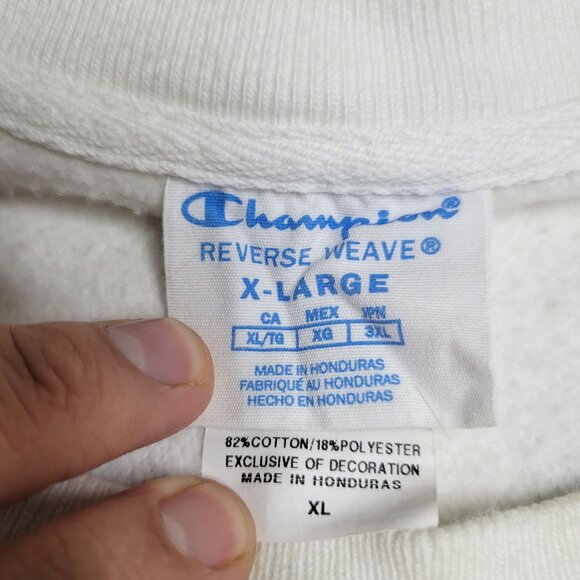 Champion®
REVERSE WEAVE®
X-LARGE
CA MEX JPN
XL/TG XG 3XL
MADE IN HONDURAS
FABRIQUÉ AU HONDURAS
HECHO EN HONDURAS
82%COTTON/18%POLYESTER
EXCLUSIVE OF DECORATION
MADE IN HONDURAS
XL